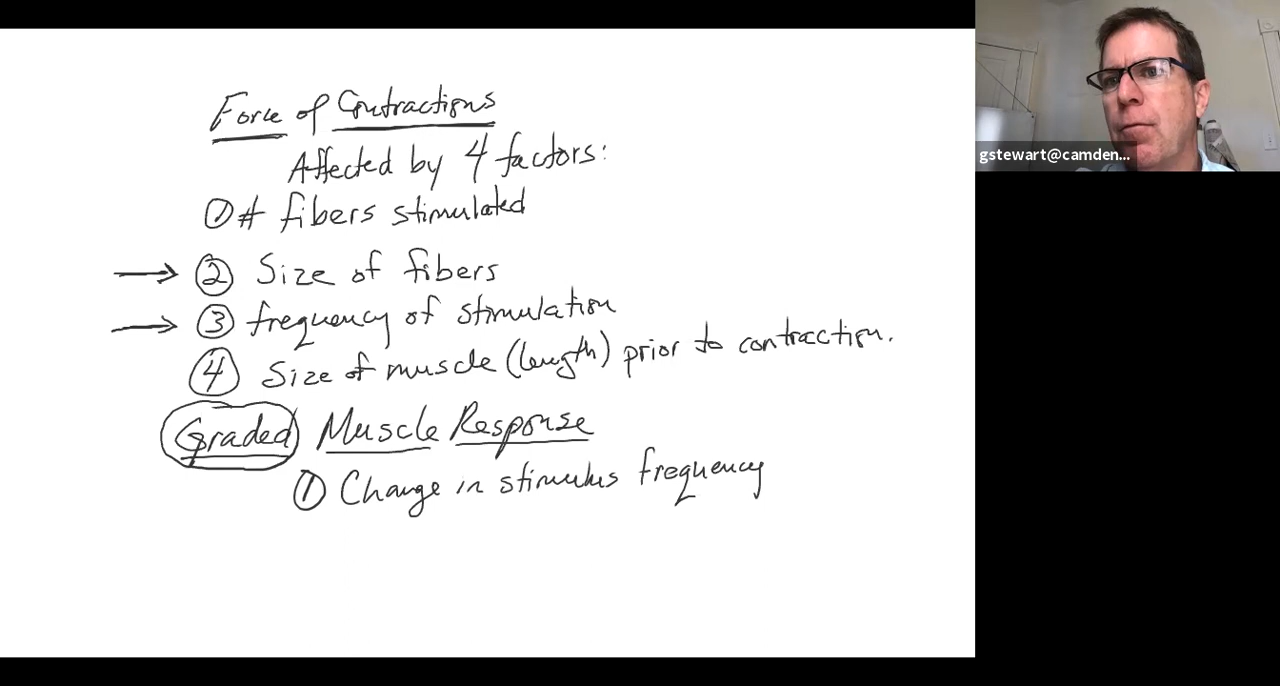 Force of Contractions
Affected by 4 factors:
① # fibers stimulated
→ ② Size of fibers
→ ③ frequency of stimulation
④ Size of muscle (length) prior to contraction.
Graded Muscle Response
① Change in stimulus frequency
gstewart@camden...